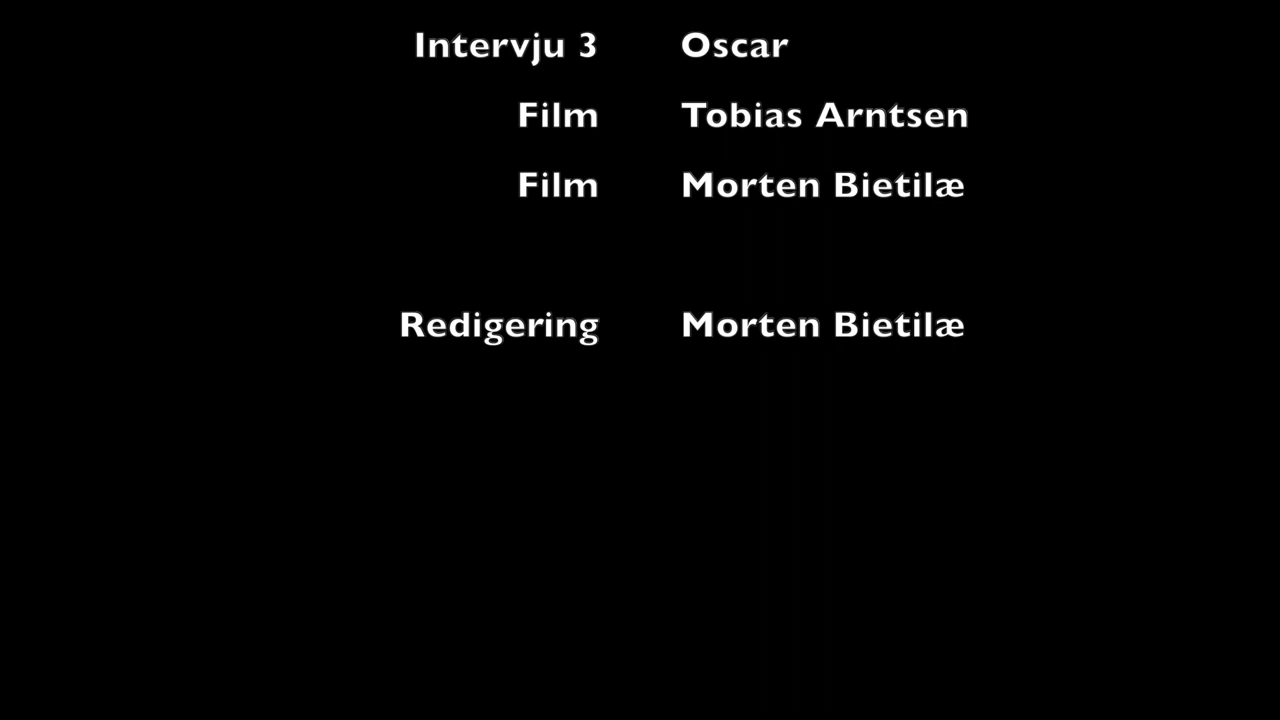 Intervju 3 Oscar
Film Tobias Arntsen
Film Morten Bietilæ
Redigering Morten Bietilæ